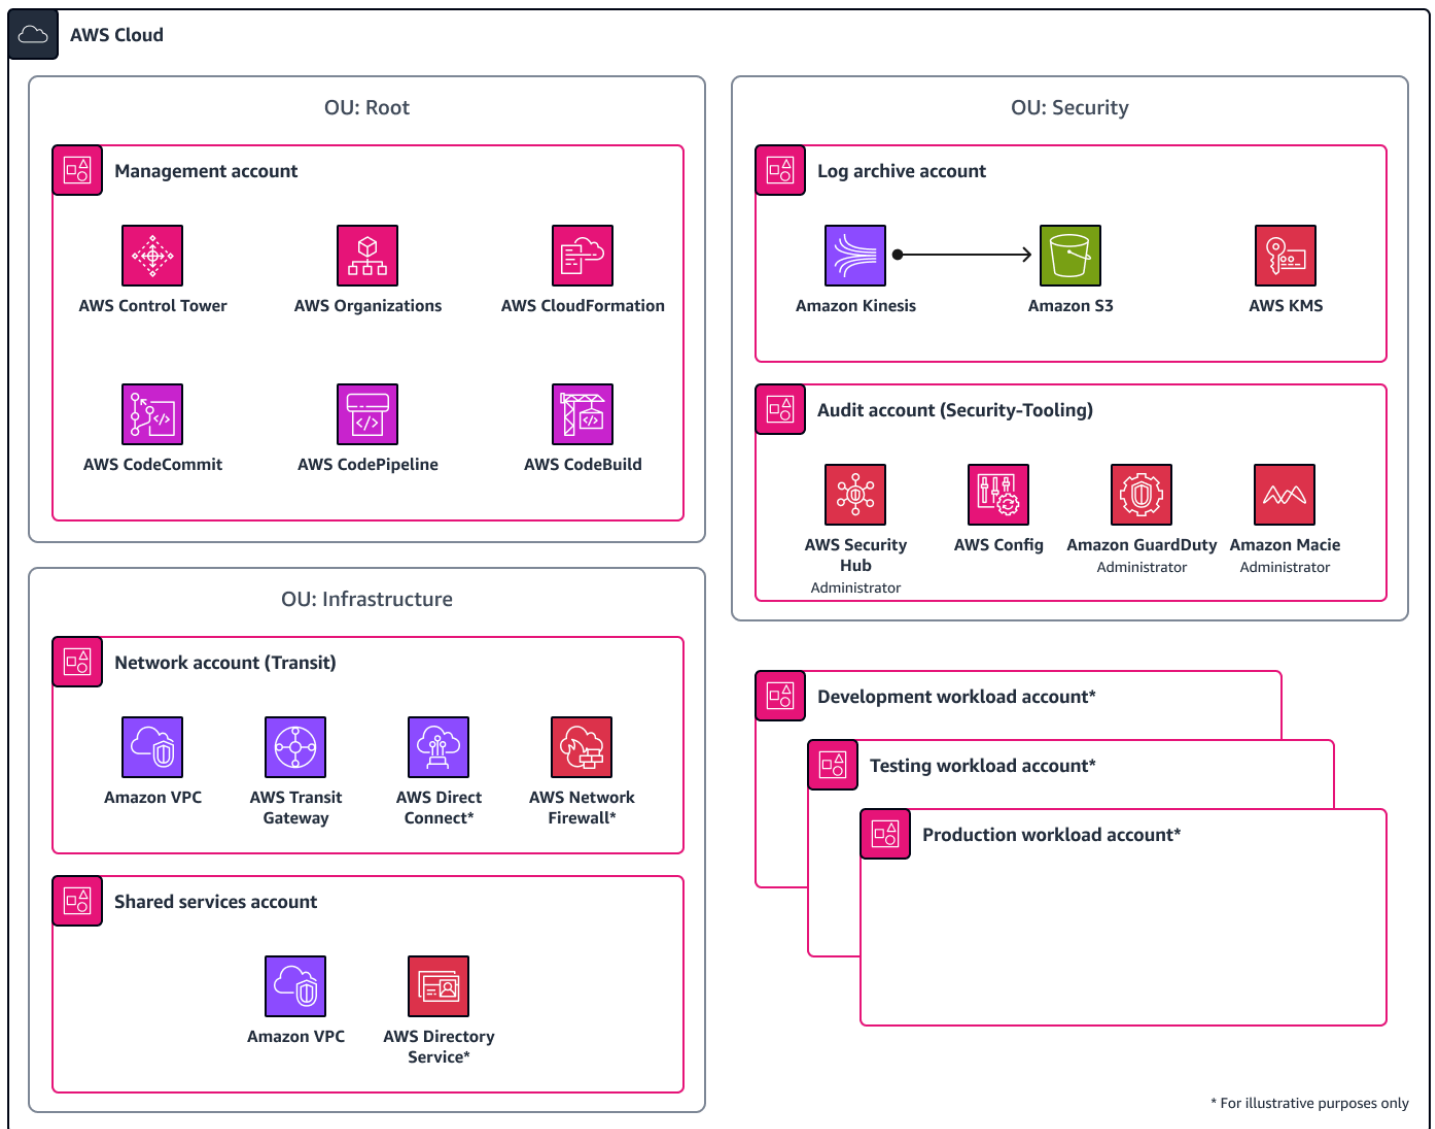 AWS Cloud
OU: Root
Management account
AWS Control Tower
AWS Organizations
AWS CloudFormation
AWS CodeCommit
AWS CodePipeline
AWS CodeBuild
OU: Security
Log archive account
Amazon Kinesis
Amazon S3
AWS KMS
Audit account (Security-Tooling)
AWS Security
Hub
Administrator
AWS Config
Amazon GuardDuty
Administrator
Amazon Macie
Administrator
OU: Infrastructure
Network account (Transit)
Amazon VPC
AWS Transit
Gateway
AWS Direct
Connect*
AWS Network
Firewall*
Shared services account
Amazon VPC
AWS Directory
Service*
Development workload account*
Testing workload account*
Production workload account*
* For illustrative purposes only